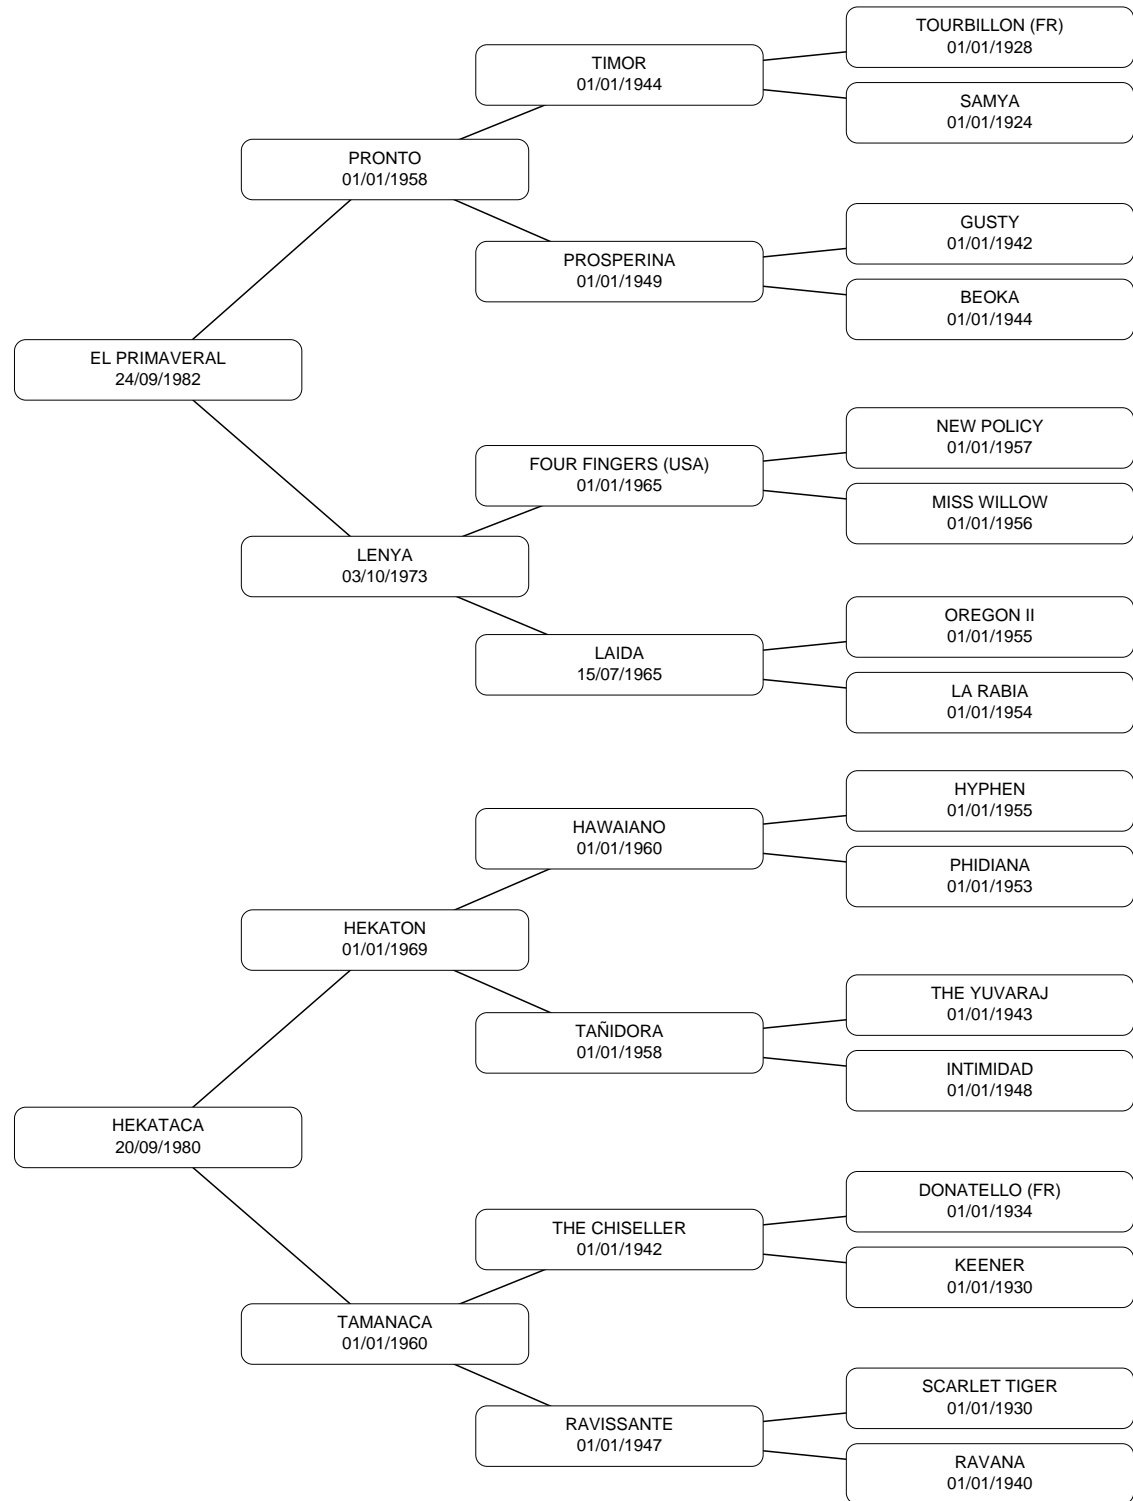 TOURBILLON (FR)
01/01/1928
TIMOR
01/01/1944
SAMYA
01/01/1924
PRONTO
01/01/1958
GUSTY
01/01/1942
PROSPERINA
01/01/1949
BEOKA
01/01/1944
EL PRIMAVERAL
24/09/1982
NEW POLICY
01/01/1957
FOUR FINGERS (USA)
01/01/1965
MISS WILLOW
01/01/1956
LENYA
03/10/1973
OREGON II
01/01/1955
LAIDA
15/07/1965
LA RABIA
01/01/1954
HYPHEN
01/01/1955
HAWAIANO
01/01/1960
PHIDIANA
01/01/1953
HEKATON
01/01/1969
THE YUVARAJ
01/01/1943
TAÑIDORA
01/01/1958
INTIMIDAD
01/01/1948
HEKATACA
20/09/1980
DONATELLO (FR)
01/01/1934
THE CHISELLER
01/01/1942
KEENER
01/01/1930
TAMANACA
01/01/1960
SCARLET TIGER
01/01/1930
RAVISSANTE
01/01/1947
RAVANA
01/01/1940